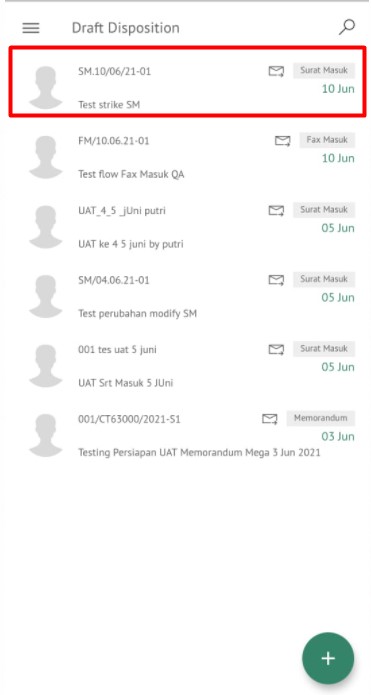 Draft Disposition
SM.10/06/21-01 Surat Masuk
10 Jun
Test strike SM
FM/10.06.21-01 Fax Masuk
10 Jun
Test flow Fax Masuk QA
UAT_4_5 _jUni putri Surat Masuk
05 Jun
UAT ke 4 5 juni by putri
SM/04.06.21-01 Surat Masuk
05 Jun
Test perubahan modify SM
001 tes uat 5 juni Surat Masuk
05 Jun
UAT Srt Masuk 5 JUni
001/CT63000/2021-S1 Memorandum
03 Jun
Testing Persiapan UAT Memorandum Mega 3 Jun 2021
+